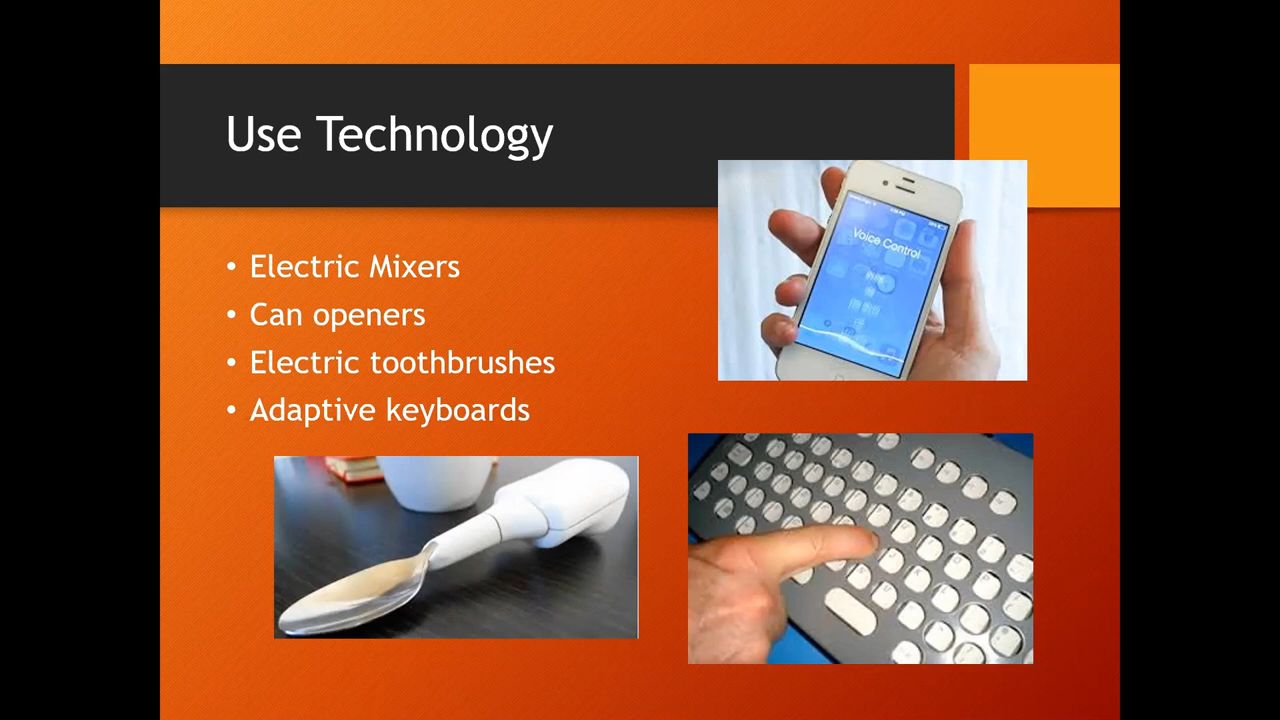 Use Technology
• Electric Mixers
• Can openers
• Electric toothbrushes
• Adaptive keyboards
Voice Control